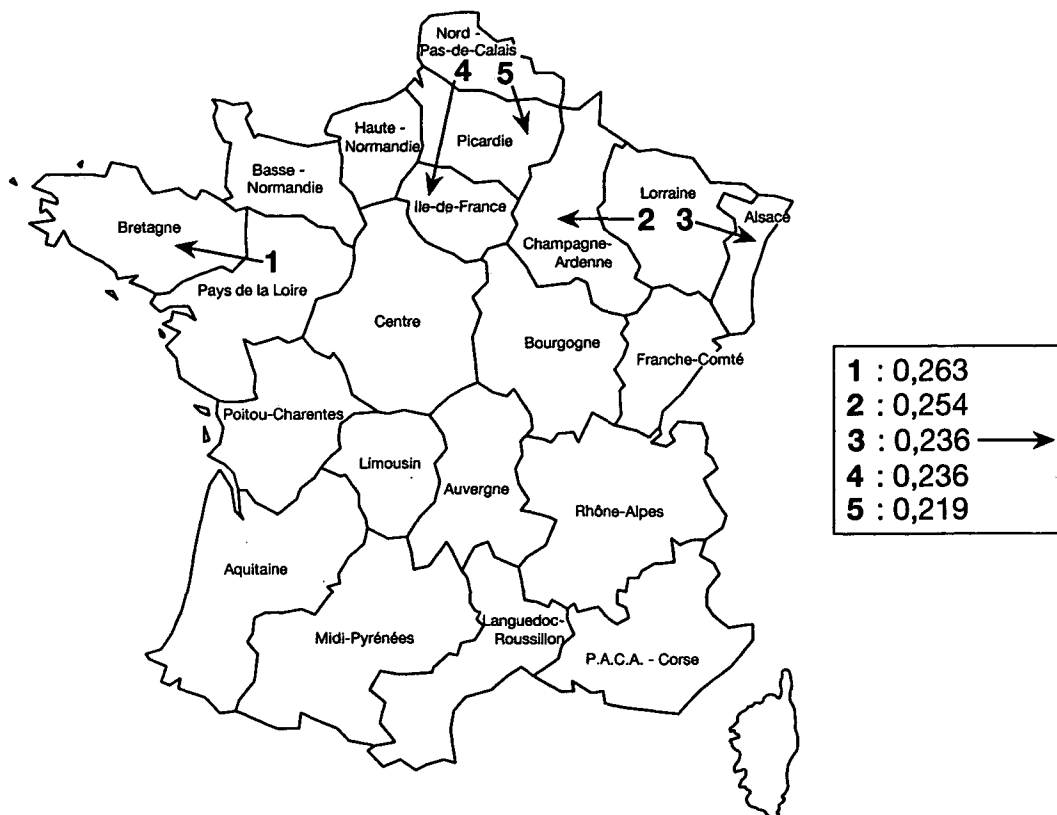 Nord -
Pas-de-Calais
4 5
Haute -
Normandie
Picardie
Basse -
Normandie
Ile-de-France
Lorraine
Alsace
2 3
Bretagne
Champagne-
Ardenne
1
Pays de la Loire
Centre
Bourgogne
Franche-Comté
Poitou-Charentes
Limousin
Auvergne
Rhône-Alpes
Aquitaine
Languedoc-
Roussillon
Midi-Pyrénées
P.A.C.A. - Corse
1 : 0,263
2 : 0,254
3 : 0,236
4 : 0,236
5 : 0,219